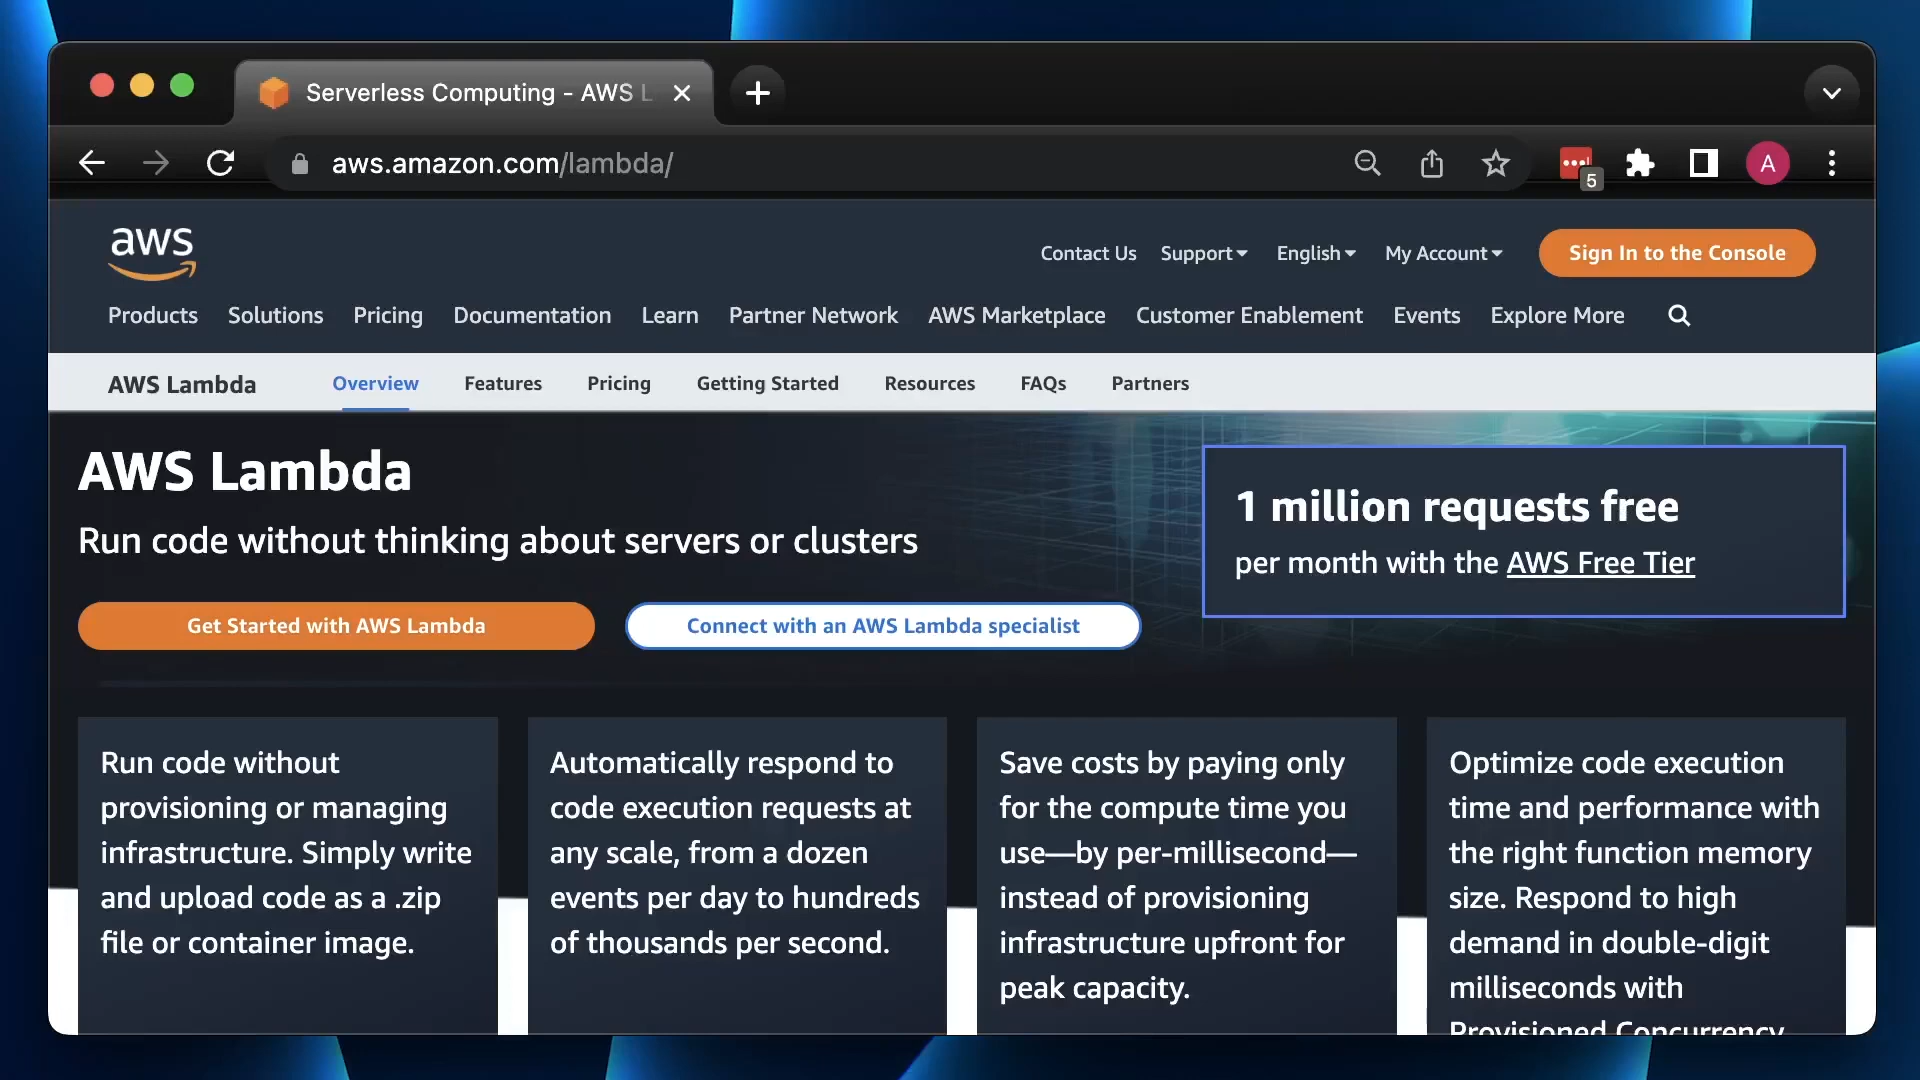 Serverless Computing - AWS L
aws.amazon.com/lambda/
5
A
aws
Contact Us Support English My Account Sign In to the Console
Products Solutions Pricing Documentation Learn Partner Network AWS Marketplace Customer Enablement Events Explore More
AWS Lambda Overview Features Pricing Getting Started Resources FAQs Partners
AWS Lambda
Run code without thinking about servers or clusters
Get Started with AWS Lambda
Connect with an AWS Lambda specialist
1 million requests free
per month with the AWS Free Tier
Run code without
provisioning or managing
infrastructure. Simply write
and upload code as a .zip
file or container image.
Automatically respond to
code execution requests at
any scale, from a dozen
events per day to hundreds
of thousands per second.
Save costs by paying only
for the compute time you
use—by per-millisecond—
instead of provisioning
infrastructure upfront for
peak capacity.
Optimize code execution
time and performance with
the right function memory
size. Respond to high
demand in double-digit
milliseconds with
Provisioned Concurrency